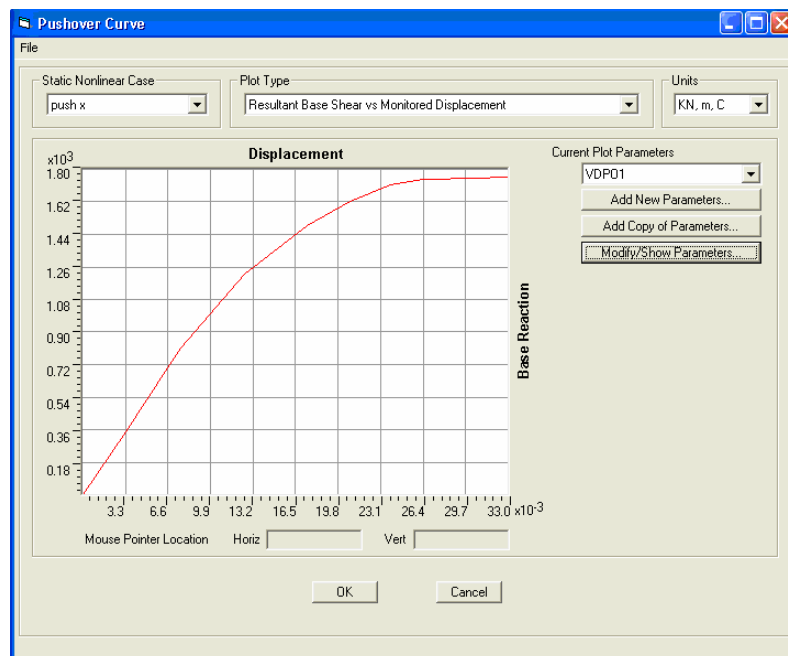 Pushover Curve
File
Static Nonlinear Case
push x
Plot Type
Resultant Base Shear vs Monitored Displacement
Units
KN, m, C
Displacement
x10³
1.80
1.62
1.44
1.26
1.08
0.90
0.72
0.54
0.36
0.18
3.3 6.6 9.9 13.2 16.5 19.8 23.1 26.4 29.7 33.0 x10⁻³
Base Reaction
Current Plot Parameters
VDPO1
Add New Parameters...
Add Copy of Parameters...
Modify/Show Parameters...
Mouse Pointer Location Horiz Vert
OK Cancel